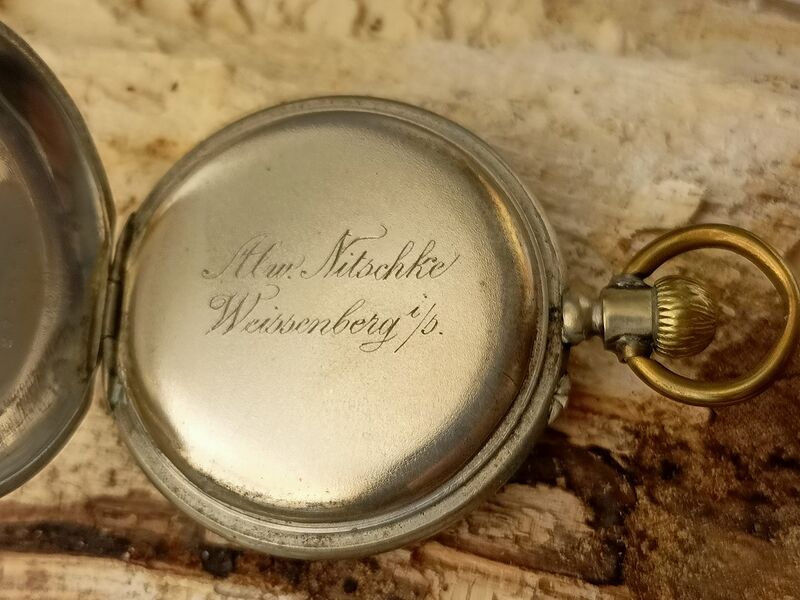 Alw. Nitschke
Weissenberg i/s.